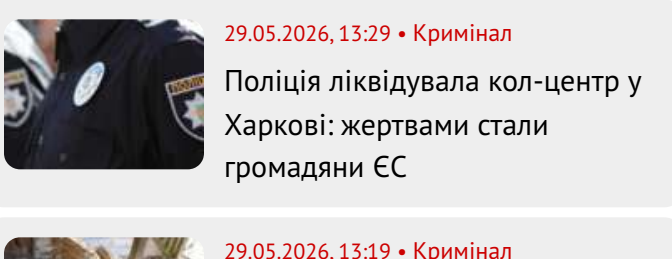 29.05.2026, 13:29 • Кримінал
Поліція ліквідувала кол-центр у
Харкові: жертвами стали
громадяни ЄС
29.05.2026, 13:19 • Кримінал